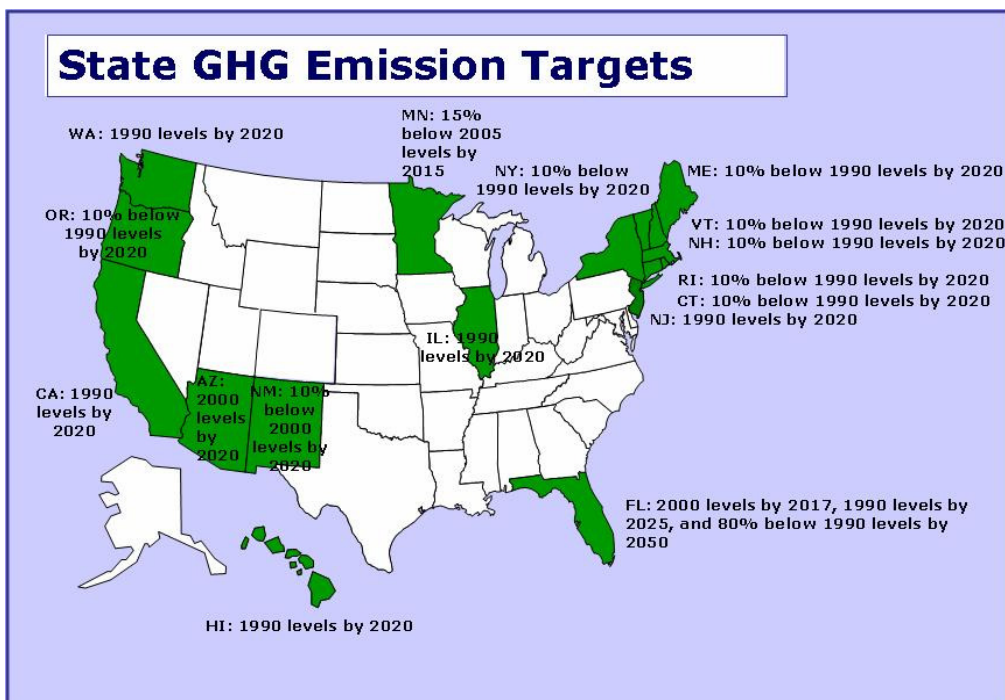 State GHG Emission Targets
WA: 1990 levels by 2020
MN: 15%
below 2005
levels by
2015
NY: 10% below
1990 levels by 2020
ME: 10% below 1990 levels by 2020
OR: 10% below
1990 levels
by 2020
VT: 10% below 1990 levels by 2020
NH: 10% below 1990 levels by 2020
RI: 10% below 1990 levels by 2020
CT: 10% below 1990 levels by 2020
NJ: 1990 levels by 2020
IL: 1990
levels by 2020
CA: 1990
levels by
2020
AZ:
2000
levels
by
2020
NM: 10%
below
2000
levels by
2020
FL: 2000 levels by 2017, 1990 levels by
2025, and 80% below 1990 levels by
2050
HI: 1990 levels by 2020